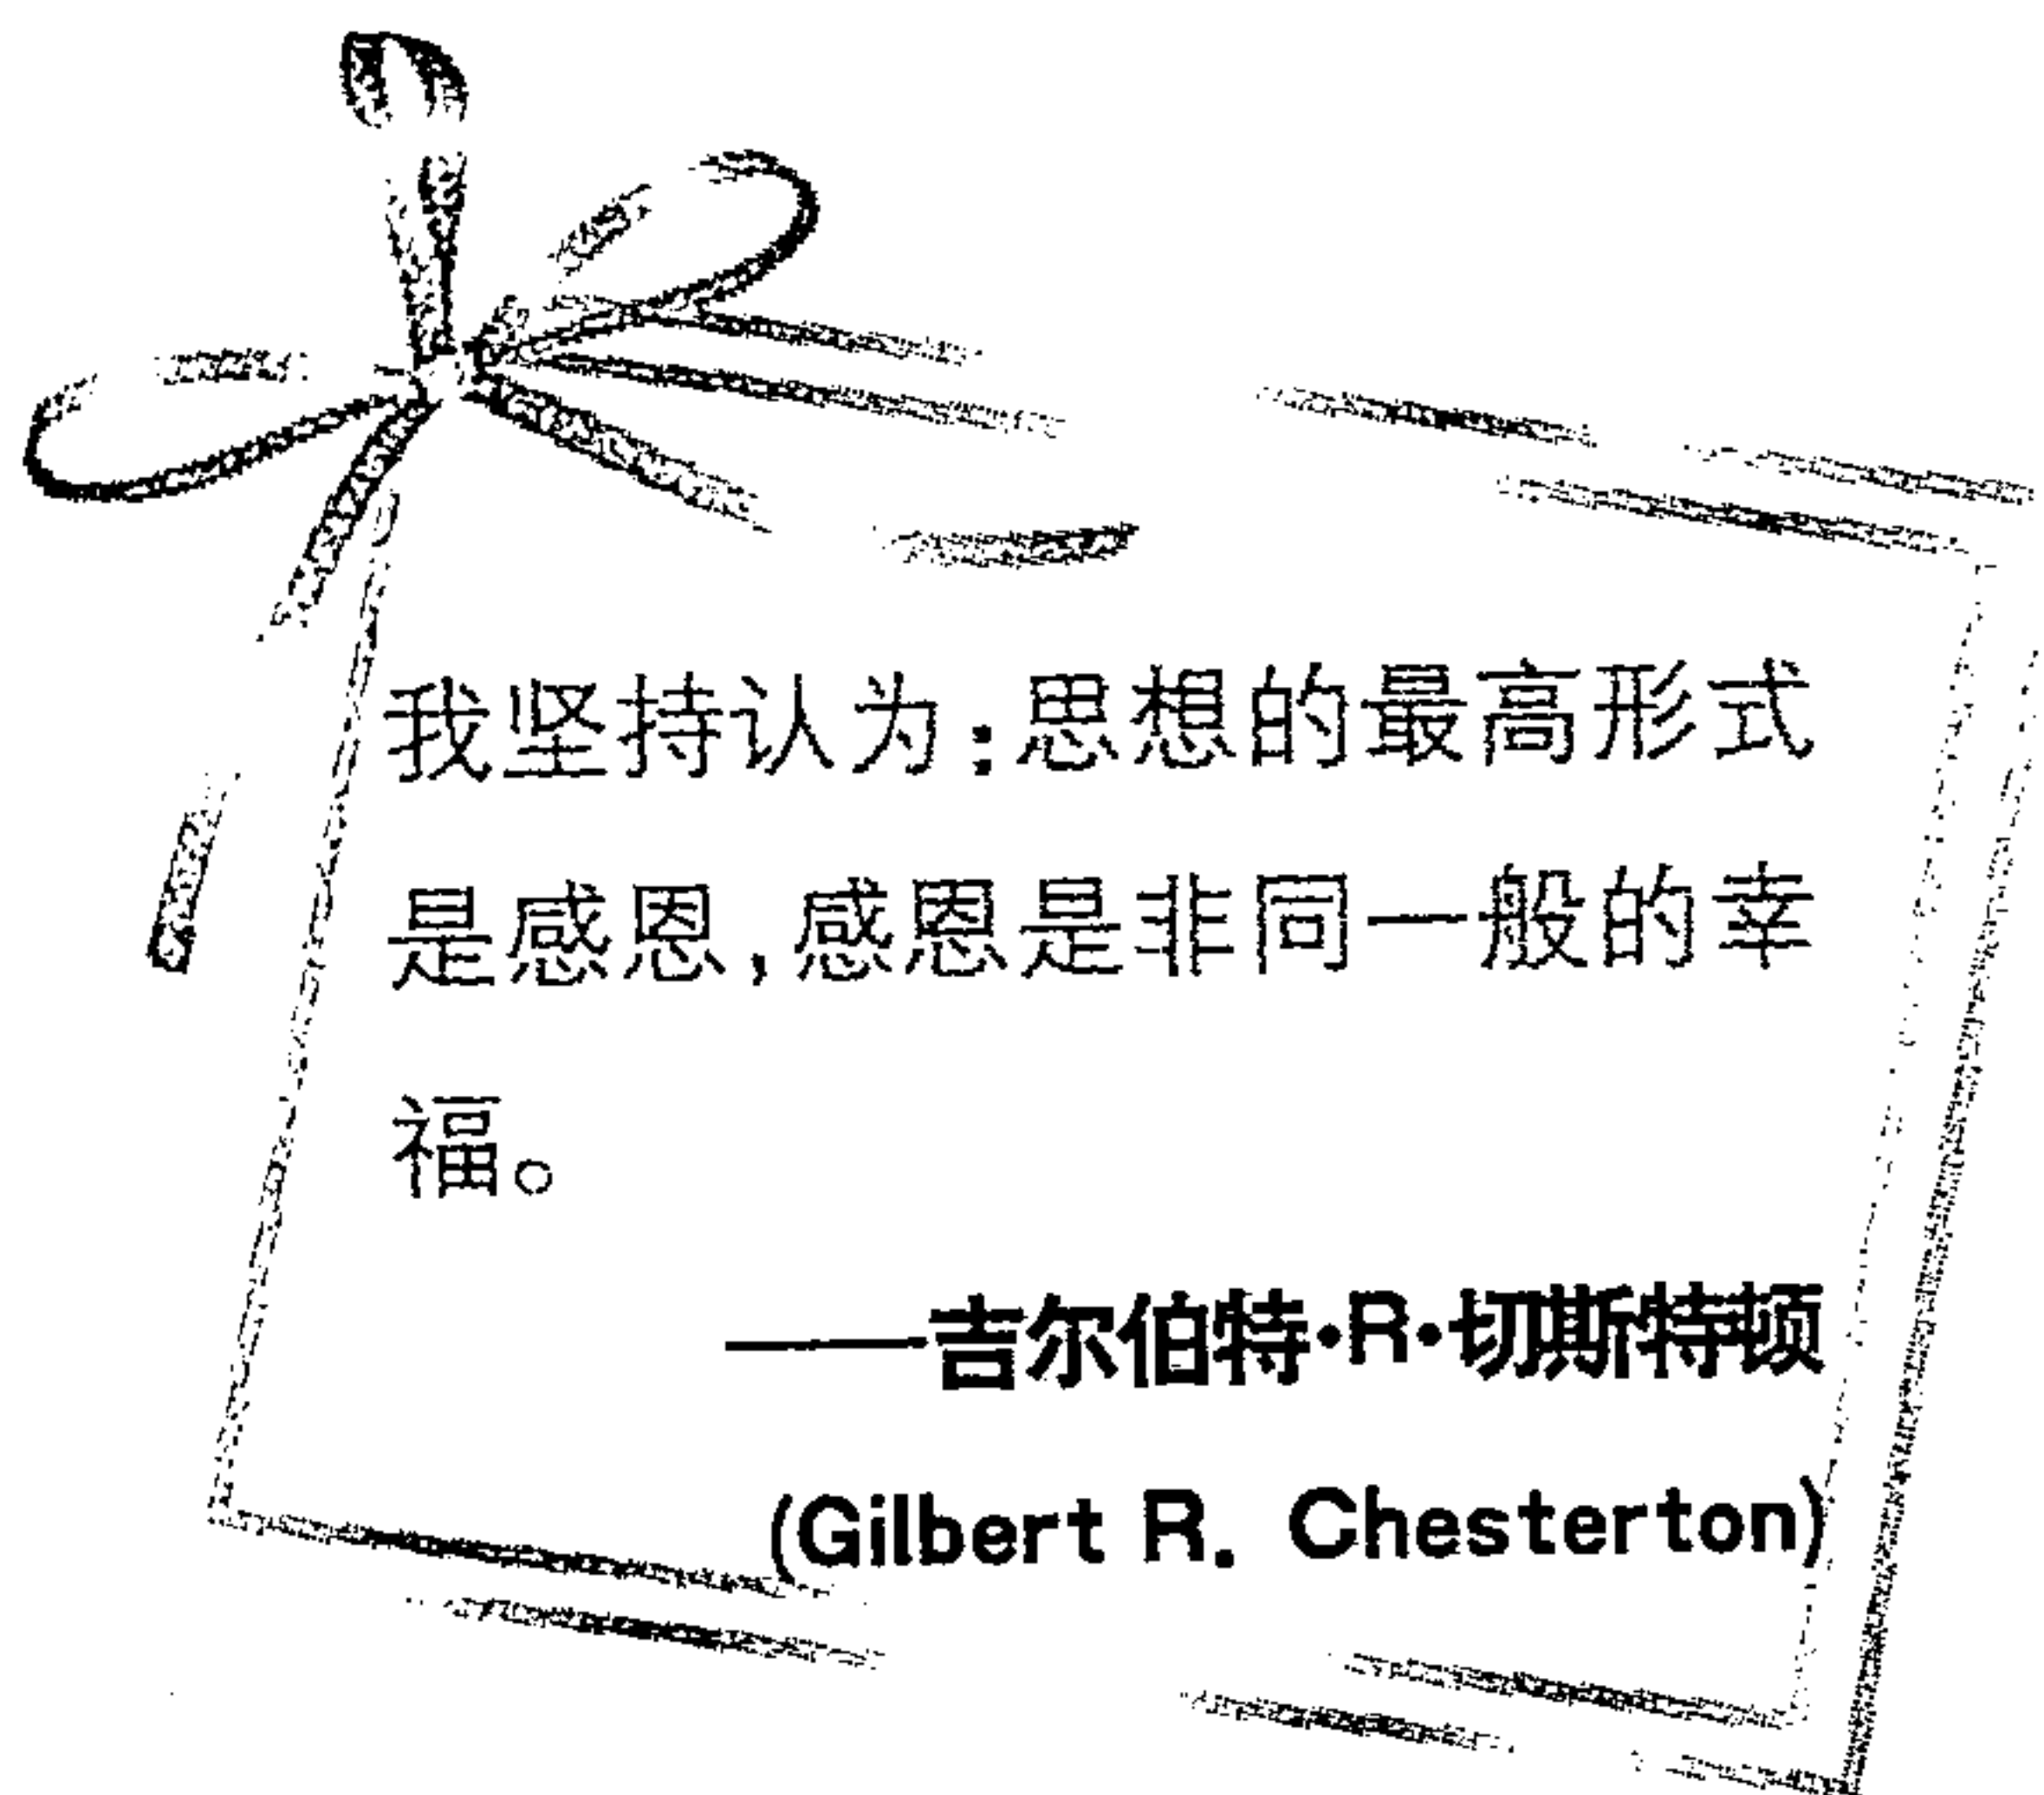 我坚持认为:思想的最高形式
是感恩,感恩是非同一般的幸
福。
——吉尔伯特·R·切斯特顿
(Gilbert R. Chesterton)